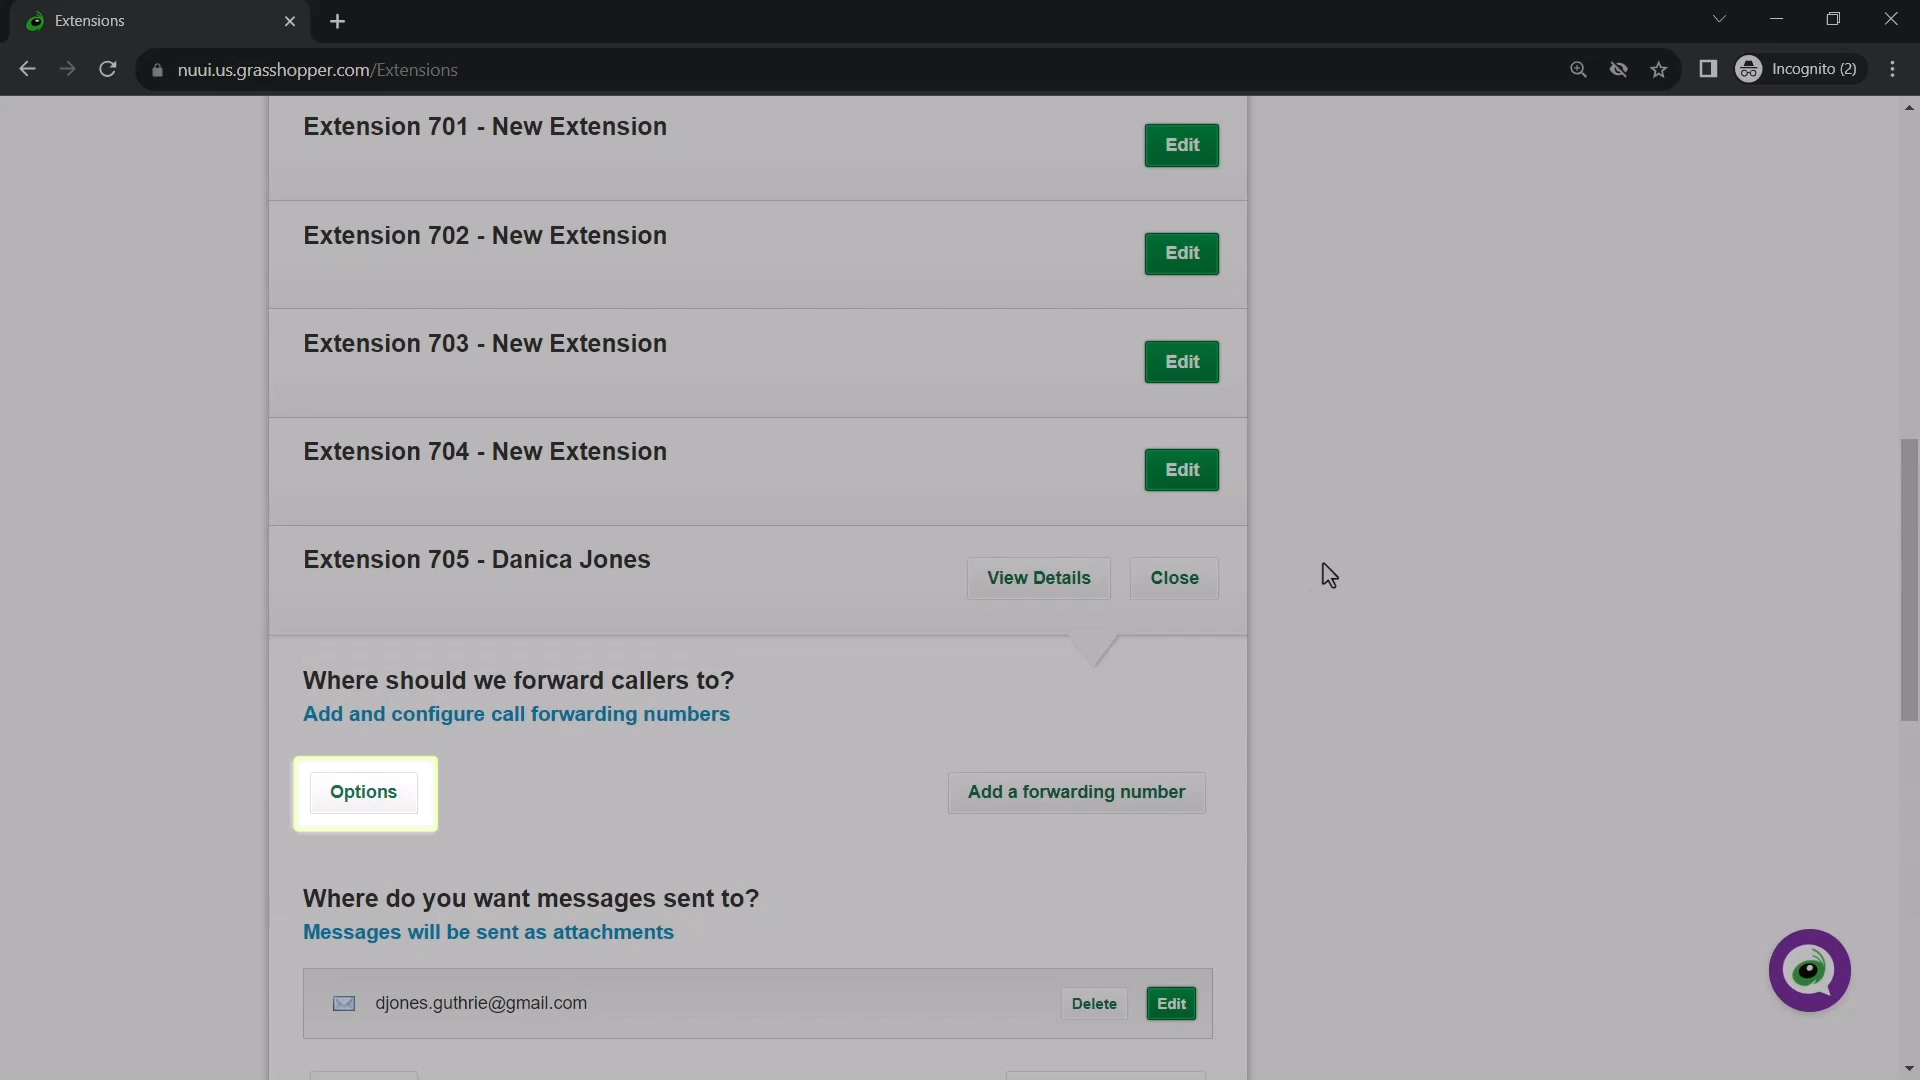 Extensions
nuui.us.grasshopper.com/Extensions
Incognito (2)
Extension 701 - New Extension
Edit
Extension 702 - New Extension
Edit
Extension 703 - New Extension
Edit
Extension 704 - New Extension
Edit
Extension 705 - Danica Jones
View Details
Close
Where should we forward callers to?
Add and configure call forwarding numbers
Options
Add a forwarding number
Where do you want messages sent to?
Messages will be sent as attachments
djones.guthrie@gmail.com
Delete
Edit